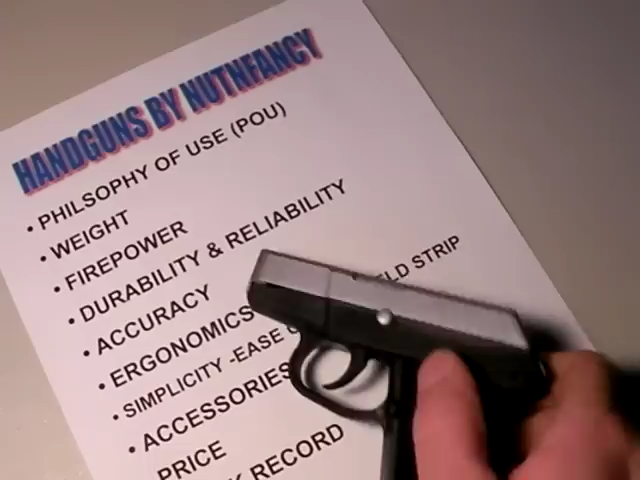 HANDGUNS BY NUTNFANCY
• PHILSOPHY OF USE (POU)
• WEIGHT
• FIREPOWER
• DURABILITY & RELIABILITY
• ACCURACY
• ERGONOMICS
• SIMPLICITY -EASE STRIP
• ACCESSORIES
PRICE
RECORD